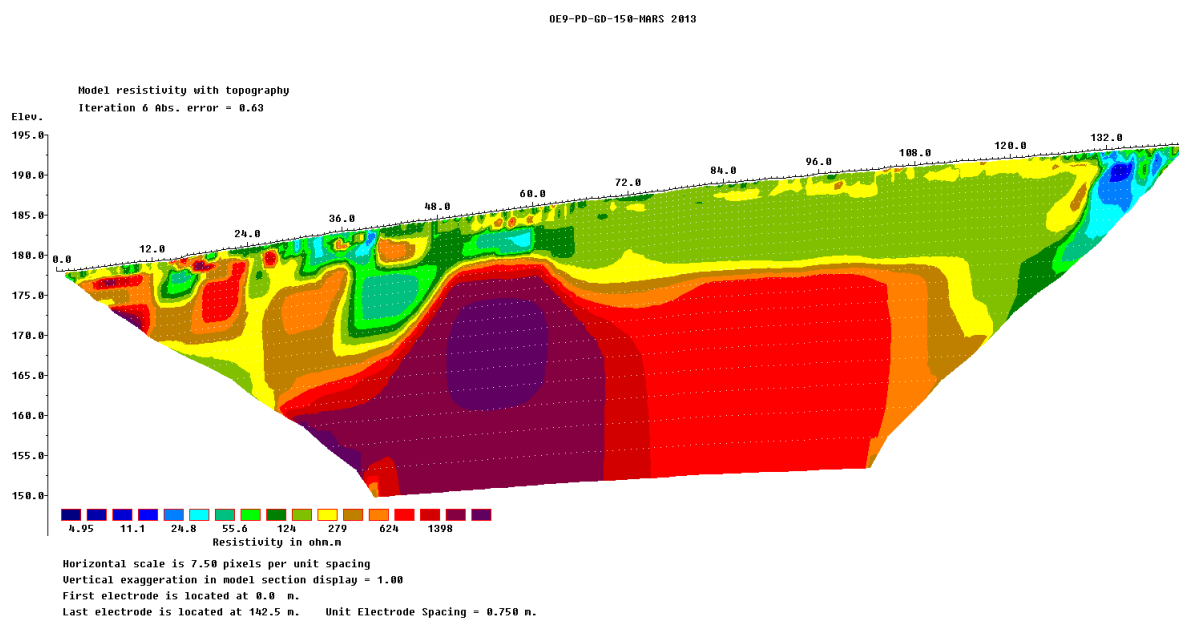 OE9-PD-GD-150-MARS 2013
Model resistivity with topography
Iteration 6 Abs. error = 0.63
Elev.
195.0
190.0
185.0
180.0
175.0
170.0
165.0
160.0
155.0
150.0
0.0 12.0 24.0 36.0 48.0 60.0 72.0 84.0 96.0 108.0 120.0 132.0
4.95 11.1 24.8 55.6 124 279 624 1398
Resistivity in ohm.m
Horizontal scale is 7.50 pixels per unit spacing
Vertical exaggeration in model section display = 1.00
First electrode is located at 0.0 m.
Last electrode is located at 142.5 m. Unit Electrode Spacing = 0.750 m.